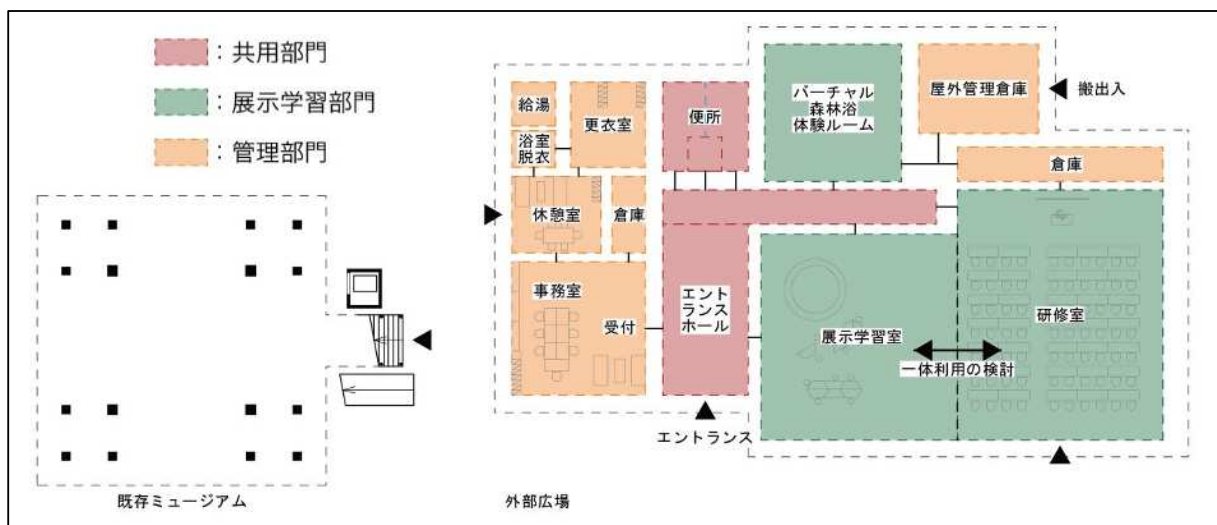 ：共用部門
：展示学習部門
：管理部門
給湯
浴室
脱衣
更衣室
便所
バーチャル
森林浴
体験ルーム
屋外管理倉庫
搬出入
倉庫
休憩室
倉庫
事務室
受付
エント
ランス
ホール
展示学習室
研修室
一体利用の検討
エントランス
既存ミュージアム
外部広場